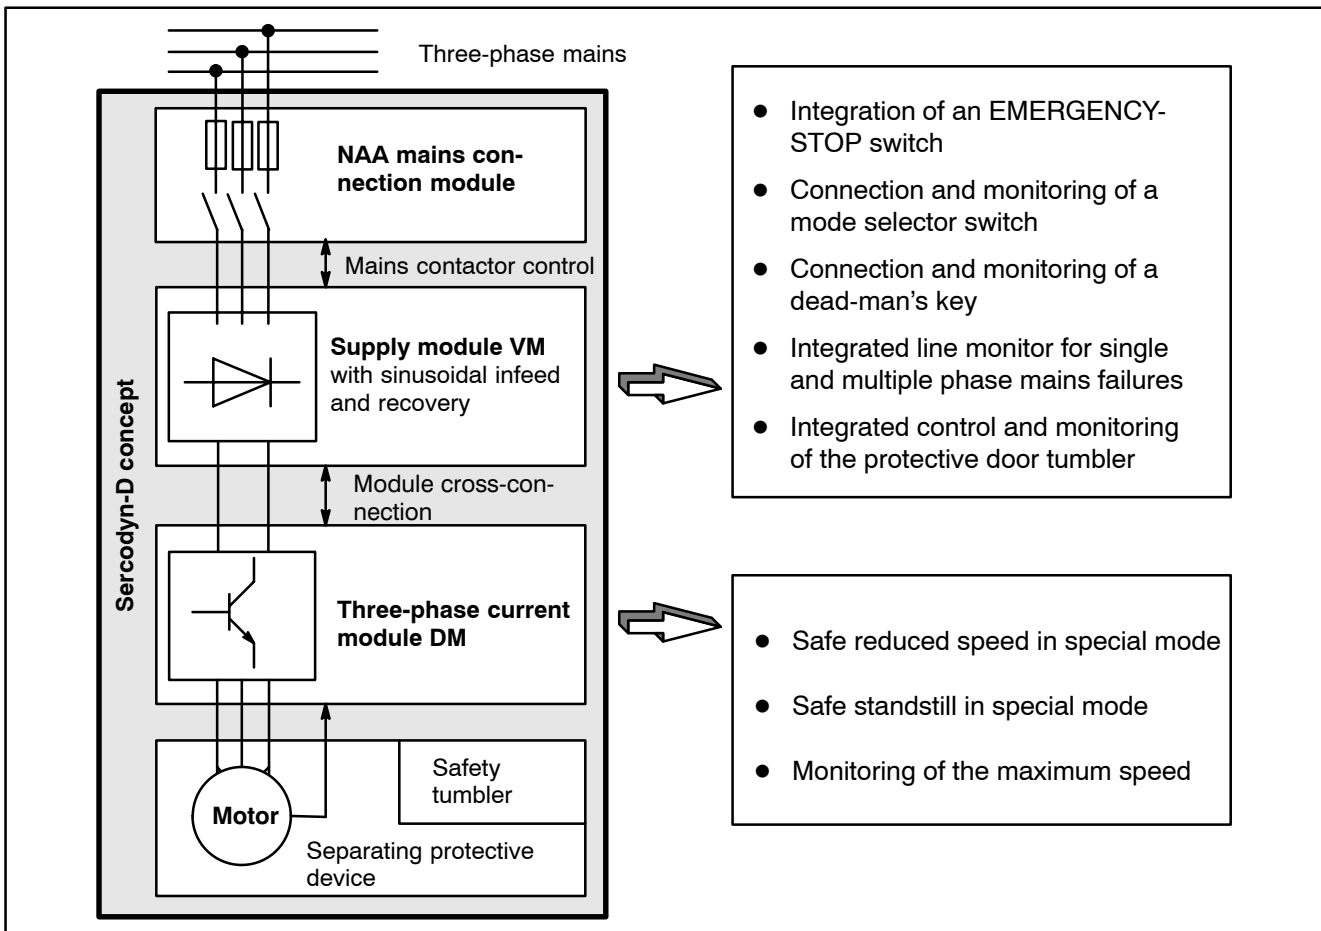 Three-phase mains
NAA mains con-
nection module
Mains contactor control
Supply module VM
with sinusoidal infeed
and recovery
Module cross-con-
nection
Three-phase current
module DM
Safety
tumbler
Motor
Separating protective
device
Sercodyn-D concept
● Integration of an EMERGENCY-
STOP switch
● Connection and monitoring of a
mode selector switch
● Connection and monitoring of a
dead-man’s key
● Integrated line monitor for single
and multiple phase mains failures
● Integrated control and monitoring
of the protective door tumbler
● Safe reduced speed in special mode
● Safe standstill in special mode
● Monitoring of the maximum speed